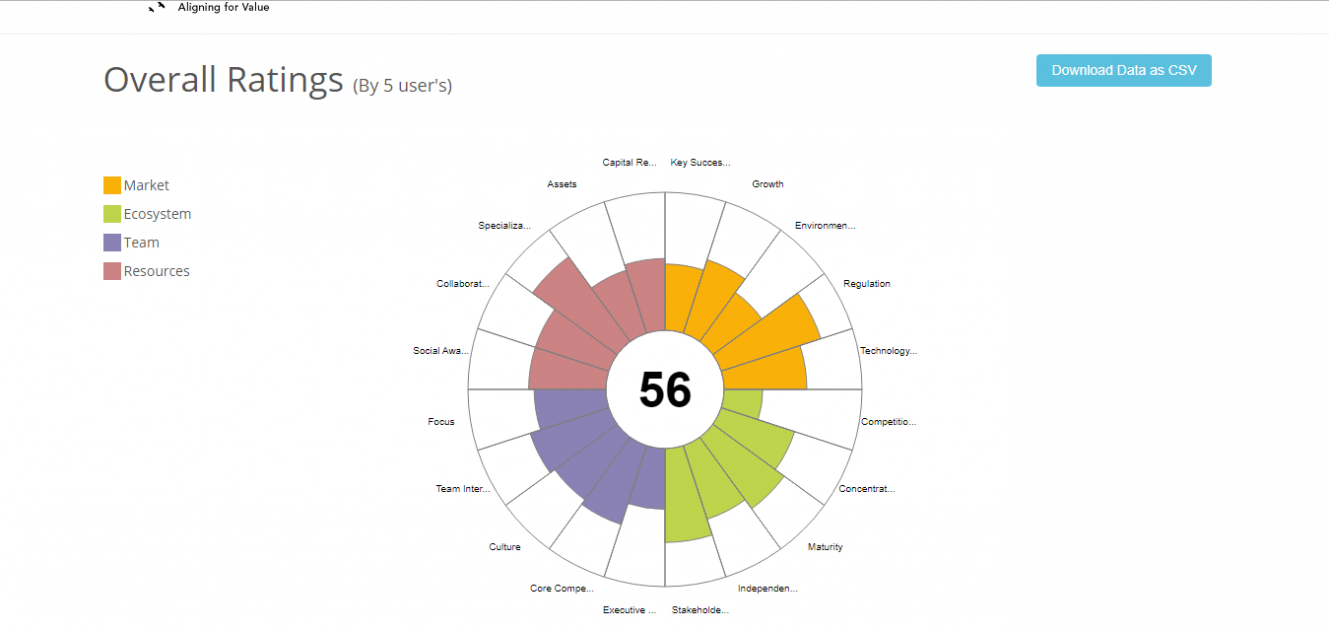 Aligning for Value
Overall Ratings (By 5 user's)
Download Data as CSV
Market
Ecosystem
Team
Resources
Capital Re...
Key Succes...
Assets
Growth
Specializa...
Environmen...
Collaborat...
Regulation
Social Awa...
Technology...
56
Focus
Competitio...
Team Inter...
Concentrat...
Culture
Maturity
Core Compe...
Independen...
Executive ...
Stakeholde...